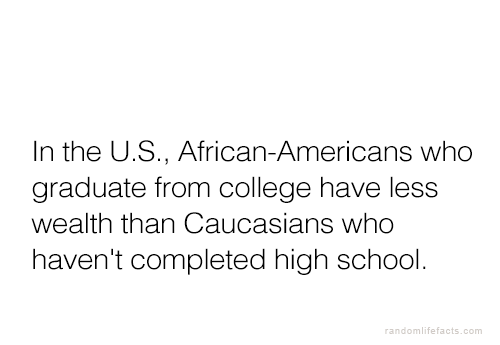 In the U.S., African-Americans who
graduate from college have less
wealth than Caucasians who
haven't completed high school.
randomlifefacts.com